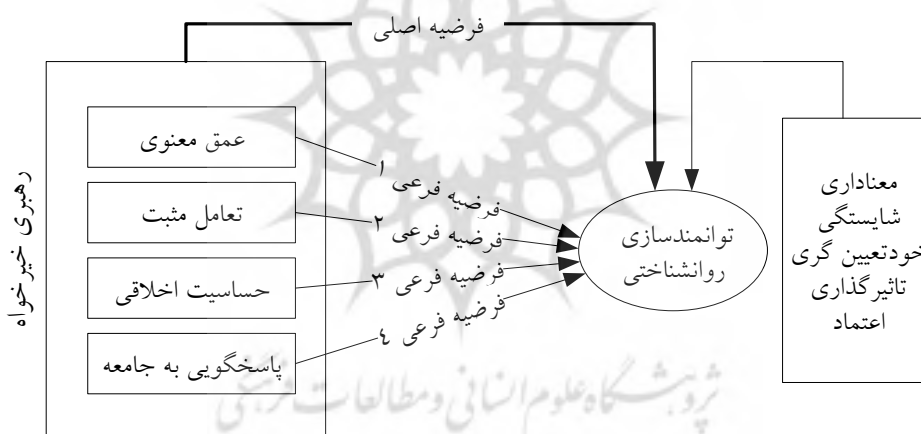 فرضیه اصلی
رهبری خیرخواه
عمق معنوی
تعامل مثبت
حساسیت اخلاقی
پاسخگویی به جامعه
فرضیه فرعی ۱
فرضیه فرعی ۲
فرضیه فرعی ۳
فرضیه فرعی ٤
توانمندسازی
روانشناختی
معناداری
شایستگی
خودتعیین گری
تاثیرگذاری
اعتماد
پژوهشگاه علوم انسانی و مطالعات فرهنگی